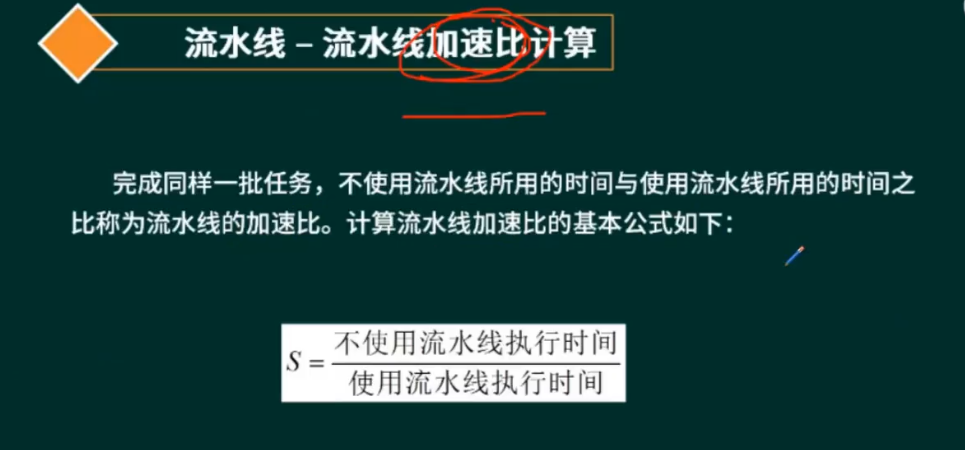 流水线 – 流水线加速比计算
完成同样一批任务，不使用流水线所用的时间与使用流水线所用的时间之
比称为流水线的加速比。计算流水线加速比的基本公式如下：
S = 不使用流水线执行时间
使用流水线执行时间